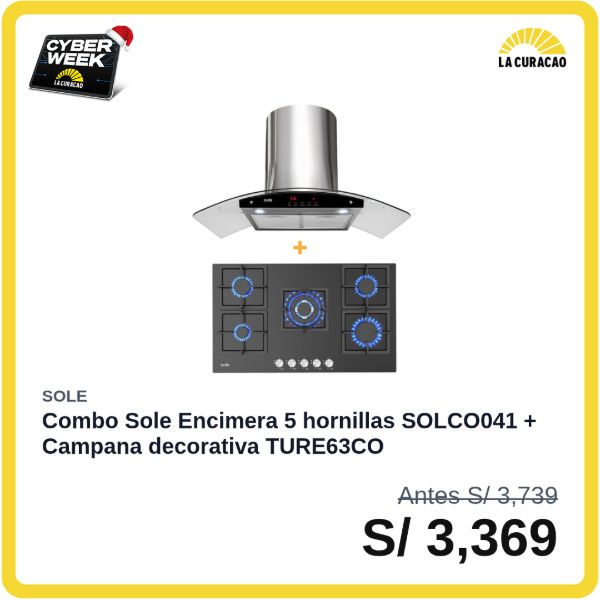 CYBER
WEEK
LA CURACAO
LA CURACAO
sole
+
sole
SOLE
Combo Sole Encimera 5 hornillas SOLCO041 +
Campana decorativa TURE63CO
Antes S/ 3,739
S/ 3,369